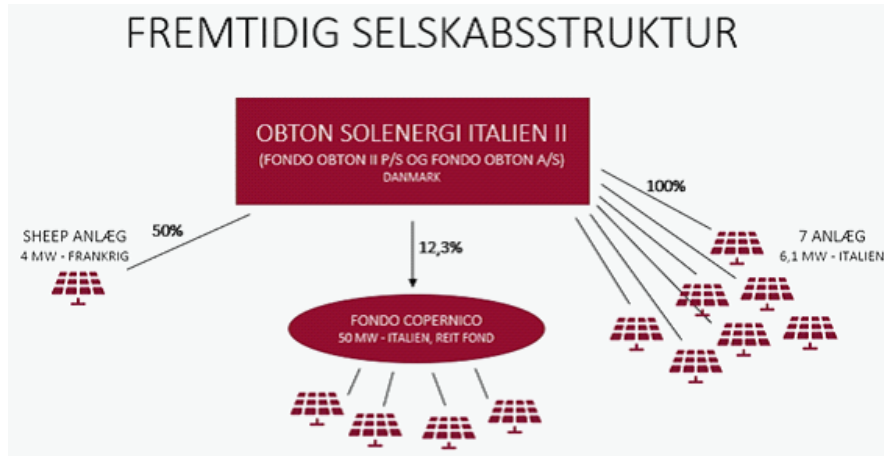 FREMTIDIG SELSKABSSTRUKTUR
OBTON SOLENERGI ITALIEN II
(FONDO OBTON II P/S OG FONDO OBTON A/S)
DANMARK
100%
50%
SHEEP ANLÆG
4 MW - FRANKRIG
7 ANLÆG
6,1 MW - ITALIEN
12,3%
FONDO COPERNICO
50 MW - ITALIEN, REIT FOND